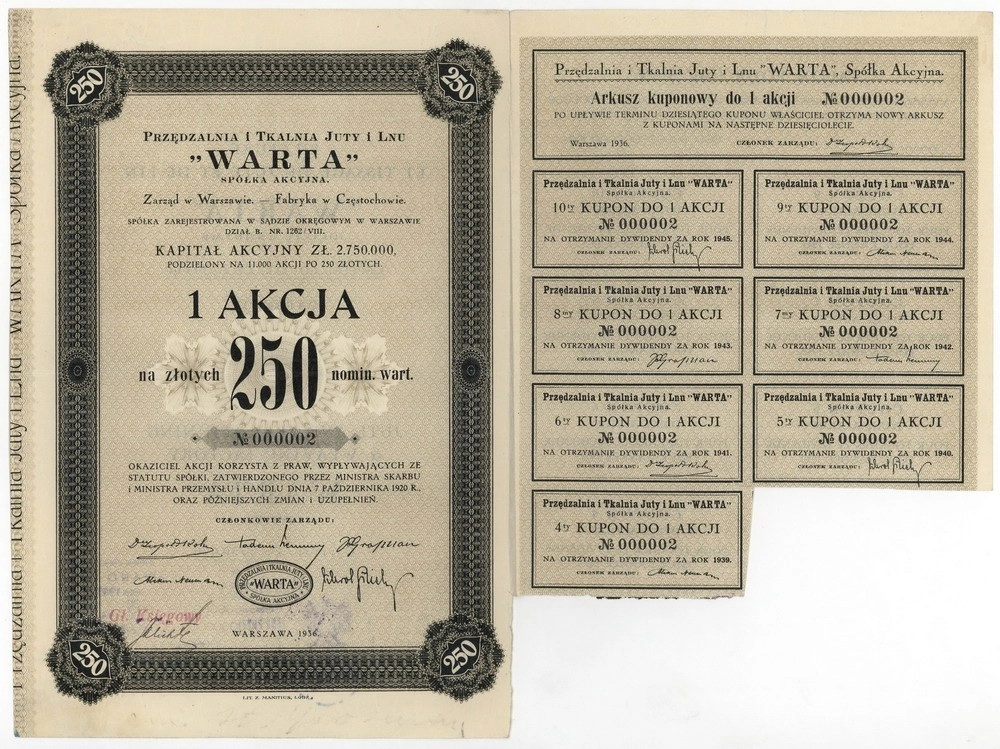 250
250
PRZĘDZALNIA I TKALNIA JUTY I LNU
"WARTA"
SPÓŁKA AKCYJNA.
Zarząd w Warszawie. – Fabryka w Częstochowie.
SPÓŁKA ZAREJESTROWANA W SĄDZIE OKRĘGOWYM W WARSZAWIE
DZIAŁ B. NR. 1262/VIII.
KAPITAŁ AKCYJNY ZŁ. 2.750.000,
PODZIELONY NA 11.000 AKCJI PO 250 ZŁOTYCH.
1 AKCJA
na złotych 250 nomin. wart.
№ 000002
OKAZICIEL AKCJI KORZYSTA Z PRAW, WYPŁYWAJĄCYCH ZE
STATUTU SPÓŁKI, ZATWIERDZONEGO PRZEZ MINISTRA SKARBU
I MINISTRA PRZEMYSŁU I HANDLU DNIA 7 PAŹDZIERNIKA 1920 R.,
ORAZ PÓŹNIEJSZYCH ZMIAN I UZUPEŁNIEŃ.
CZŁONKOWIE ZARZĄDU:
PRZĘDZALNIA I TKALNIA JUTY I LNU
"WARTA"
SPÓŁKA AKCYJNA
Gł. Księgowy
WARSZAWA 1936.
250
250
LIT. Z. MANITIUS, ŁÓDŹ.
Przędzalnia i Tkalnia Juty i Lnu "WARTA", Spółka Akcyjna.
Arkusz kuponowy do 1 akcji № 000002
PO UPŁYWIE TERMINU DZIESIĄTEGO KUPONU WŁAŚCICIEL OTRZYMA NOWY ARKUSZ
Z KUPONAMI NA NASTĘPNE DZIESIĘCIOLECIE.
Warszawa 1936. CZŁONEK ZARZĄDU:
Przędzalnia i Tkalnia Juty i Lnu "WARTA"
Spółka Akcyjna.
10ty KUPON DO 1 AKCJI
№ 000002
NA OTRZYMANIE DYWIDENDY ZA ROK 1945.
CZŁONEK ZARZĄDU:
Przędzalnia i Tkalnia Juty i Lnu "WARTA"
Spółka Akcyjna.
9ty KUPON DO 1 AKCJI
№ 000002
NA OTRZYMANIE DYWIDENDY ZA ROK 1944.
CZŁONEK ZARZĄDU:
Przędzalnia i Tkalnia Juty i Lnu "WARTA"
Spółka Akcyjna.
8my KUPON DO 1 AKCJI
№ 000002
NA OTRZYMANIE DYWIDENDY ZA ROK 1943.
CZŁONEK ZARZĄDU:
Przędzalnia i Tkalnia Juty i Lnu "WARTA"
Spółka Akcyjna.
7my KUPON DO 1 AKCJI
№ 000002
NA OTRZYMANIE DYWIDENDY ZA ROK 1942.
CZŁONEK ZARZĄDU:
Przędzalnia i Tkalnia Juty i Lnu "WARTA"
Spółka Akcyjna.
6ty KUPON DO 1 AKCJI
№ 000002
NA OTRZYMANIE DYWIDENDY ZA ROK 1941.
CZŁONEK ZARZĄDU:
Przędzalnia i Tkalnia Juty i Lnu "WARTA"
Spółka Akcyjna.
5ty KUPON DO 1 AKCJI
№ 000002
NA OTRZYMANIE DYWIDENDY ZA ROK 1940.
CZŁONEK ZARZĄDU:
Przędzalnia i Tkalnia Juty i Lnu "WARTA"
Spółka Akcyjna.
4ty KUPON DO 1 AKCJI
№ 000002
NA OTRZYMANIE DYWIDENDY ZA ROK 1939.
CZŁONEK ZARZĄDU: